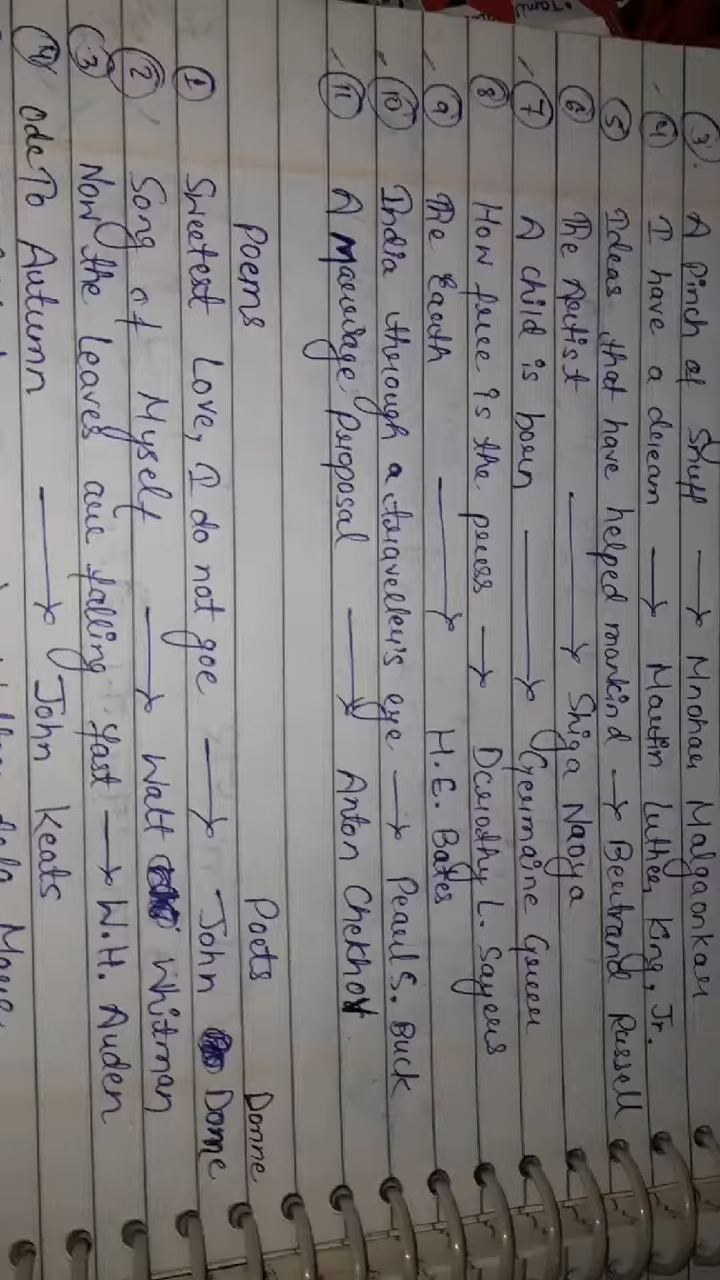 ③ A pinch of Snuff → Mnohar Malgaonkar
④ I have a dream → Martin Luther King, Jr.
⑤ Ideas that have helped mankind → Bertrand Russell
⑥ The Artist → Shiga Naoya
⑦ A child is born → Germaine Greer
⑧ How free is the press → Dorothy L. Sayers
⑨ The Earth → H.E. Bates
⑩ India through a traveller's eye → Pearl S. Buck
⑪ A Marriage Proposal → Anton Chekhov
Poems Poets Donne
① Sweetest Love, I do not goe → John Dome
② Song of Myself → Walt Whitman
③ Now the leaves are falling fast → W.H. Auden
④ Ode To Autumn → John Keats